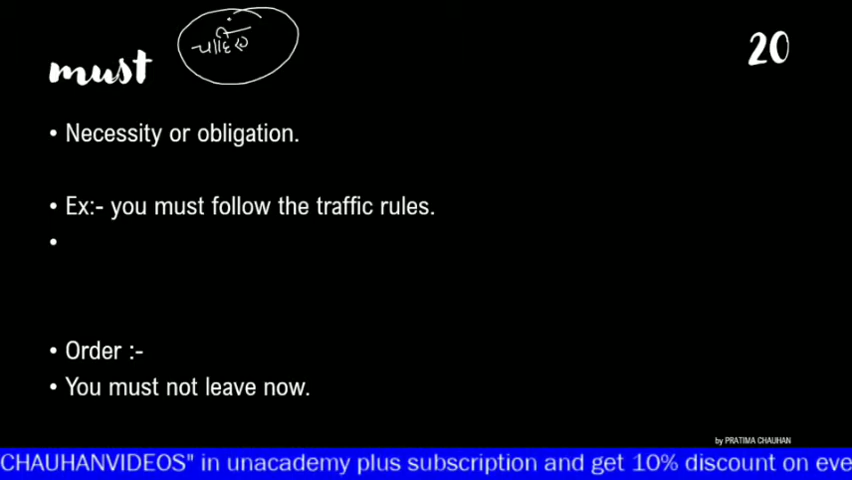 must
20
• Necessity or obligation.
• Ex:- you must follow the traffic rules.
•
• Order :-
• You must not leave now.
by PRATIMA CHAUHAN
CHAUHANVIDEOS" in unacademy plus subscription and get 10% discount on eve